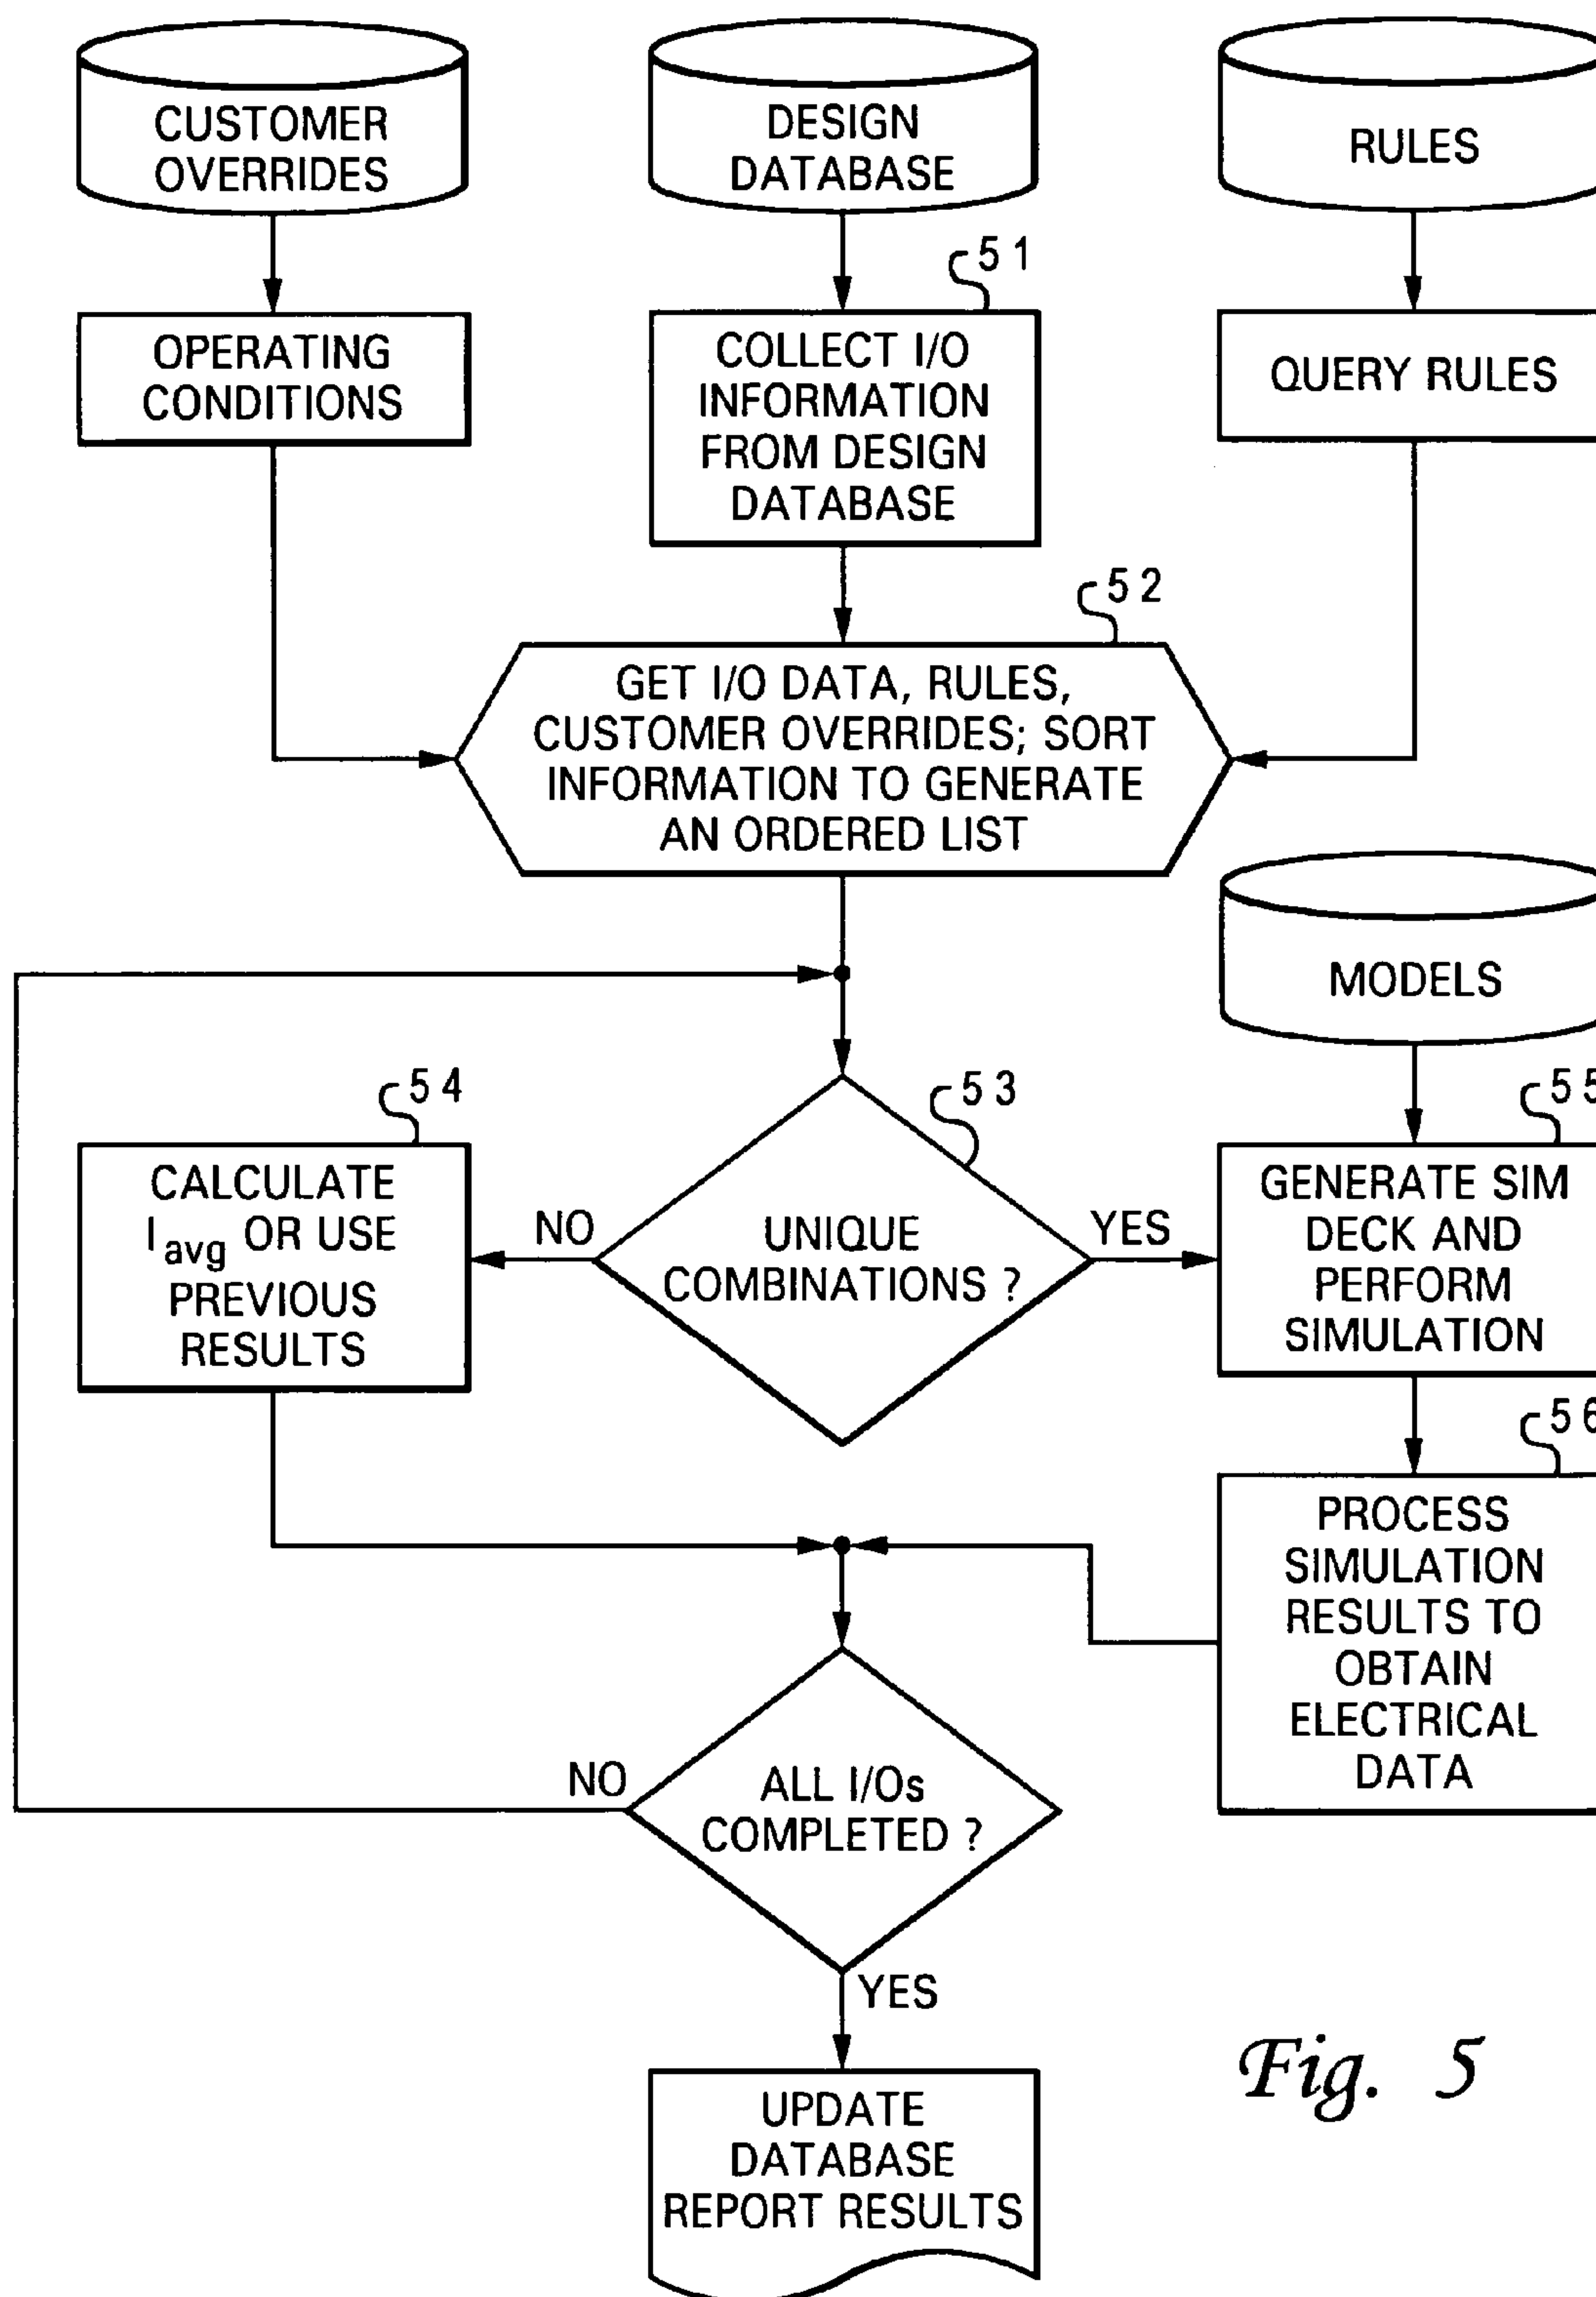 CUSTOMER
OVERRIDES
DESIGN
DATABASE
RULES
OPERATING
CONDITIONS
51
COLLECT I/O
INFORMATION
FROM DESIGN
DATABASE
QUERY RULES
52
GET I/O DATA, RULES,
CUSTOMER OVERRIDES; SORT
INFORMATION TO GENERATE
AN ORDERED LIST
MODELS
54
CALCULATE
Iavg OR USE
PREVIOUS
RESULTS
NO
53
UNIQUE
COMBINATIONS ?
YES
55
GENERATE SIM
DECK AND
PERFORM
SIMULATION
56
PROCESS
SIMULATION
RESULTS TO
OBTAIN
ELECTRICAL
DATA
NO
ALL I/Os
COMPLETED ?
YES
UPDATE
DATABASE
REPORT RESULTS
Fig. 5